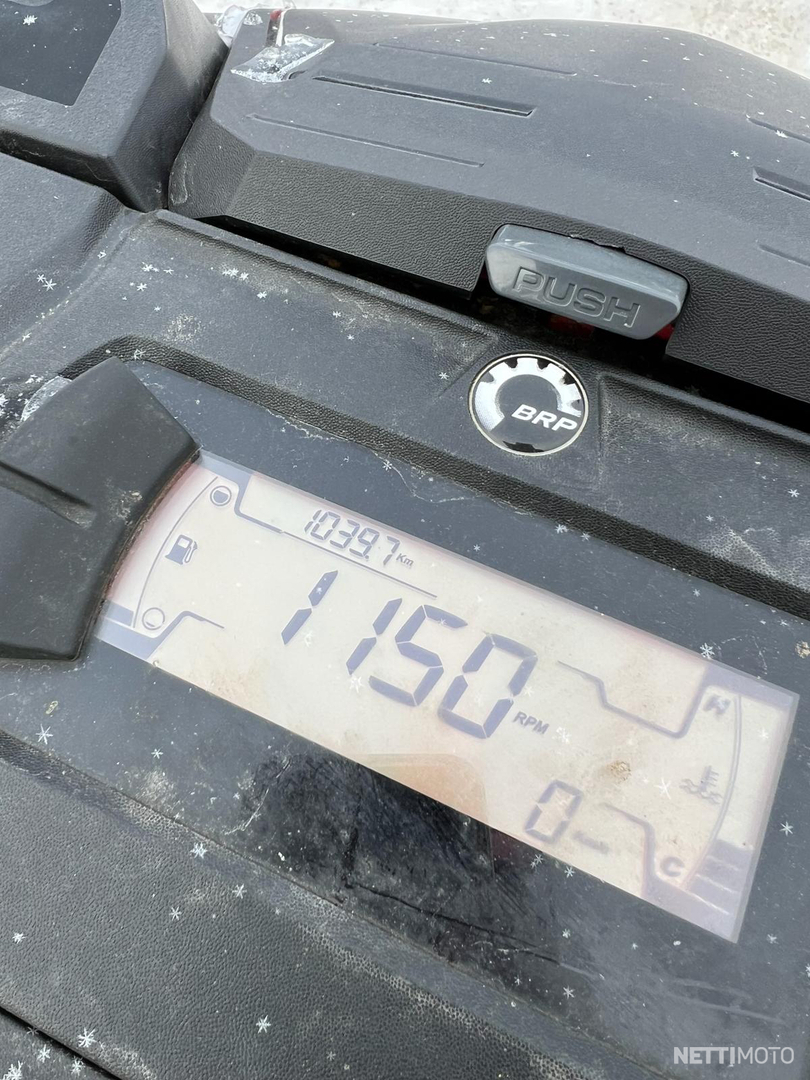 PUSH
BRP
1039.7 Km
1150 RPM
H
0
C
NETTIMOTO